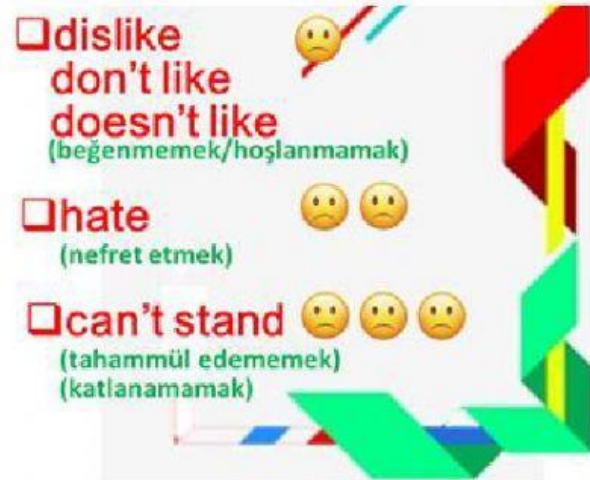 ❑dislike
don't like
doesn't like
(beğenmemek/hoşlanmamak)
❑hate
(nefret etmek)
❑can't stand
(tahammül edememek)
(katlanamamak)